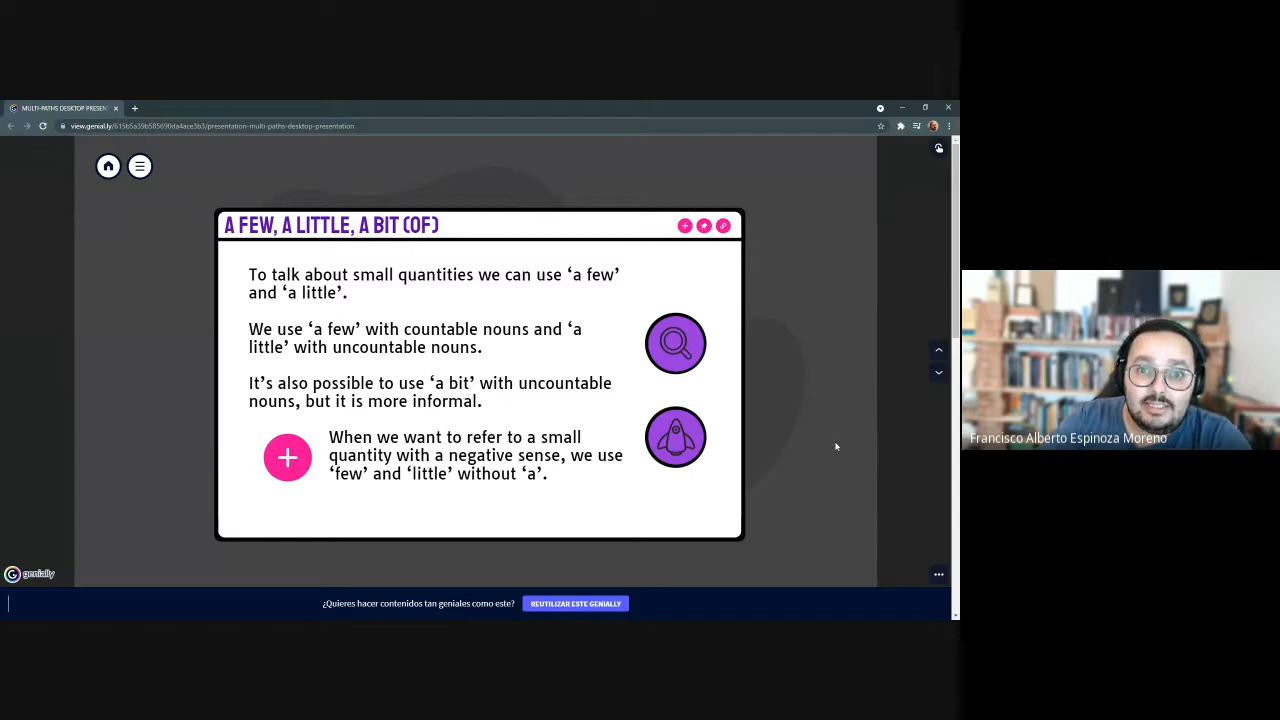 MULTI-PATHS DESKTOP PRESEN
view.genial.ly/615b5a39b585690da4ace3b3/presentation-multi-paths-desktop-presentation
A FEW, A LITTLE, A BIT (OF)
To talk about small quantities we can use ‘a few’
and ‘a little’.
We use ‘a few’ with countable nouns and ‘a
little’ with uncountable nouns.
It’s also possible to use ‘a bit’ with uncountable
nouns, but it is more informal.
When we want to refer to a small
quantity with a negative sense, we use
‘few’ and ‘little’ without ‘a’.
Francisco Alberto Espinoza Moreno
genially
¿Quieres hacer contenidos tan geniales como este?
REUTILIZAR ESTE GENIALLY